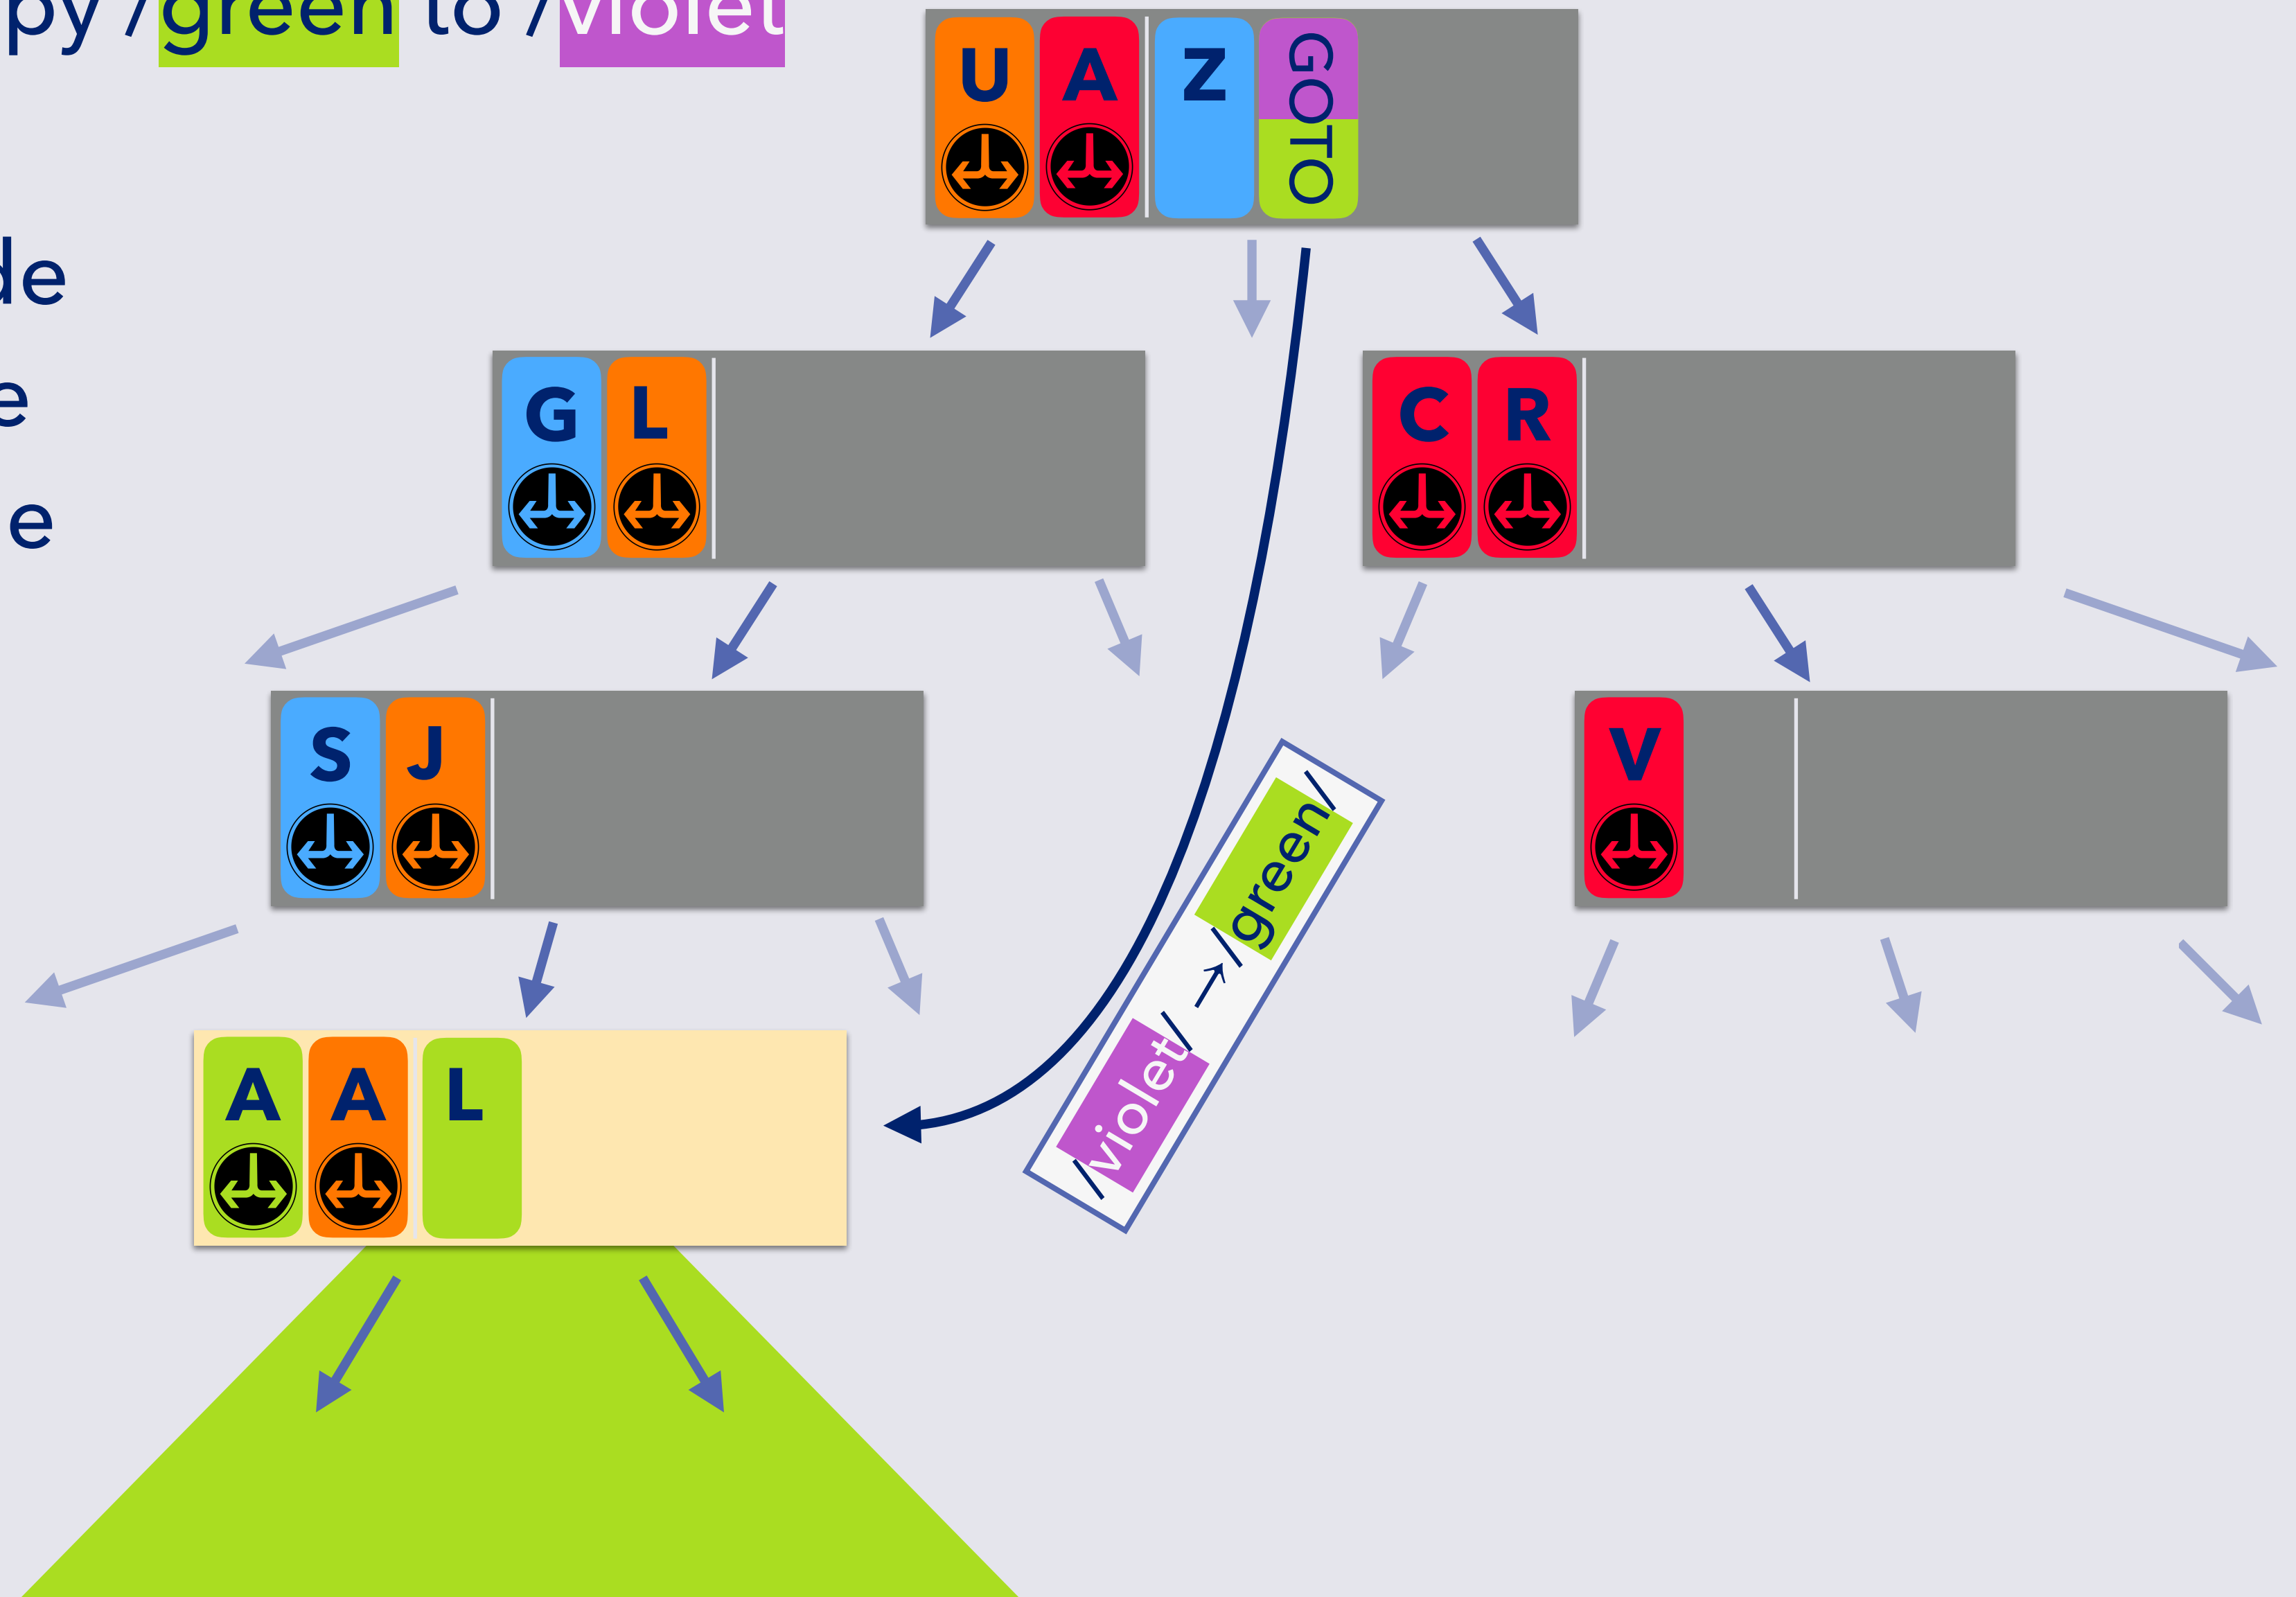 py /green to /violet
de
e
e
U A Z GOTO
G L
C R
S J
V
/violet/ → /green/
A A L